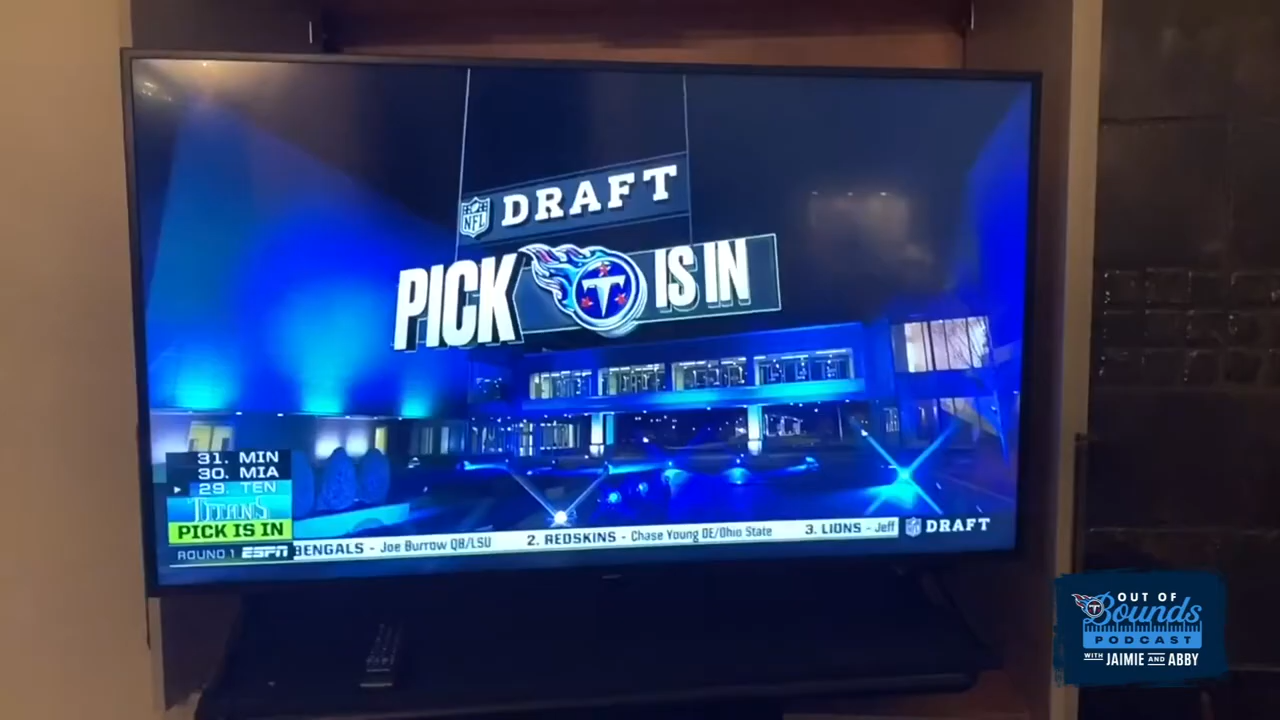 NFL DRAFT
PICK IS IN
31. MIN
30. MIA
29. TEN
TITANS
PICK IS IN
ROUND 1 ESPN
BENGALS - Joe Burrow QB/LSU 2. REDSKINS - Chase Young DE/Ohio State 3. LIONS - Jeff
NFL DRAFT
OUT OF
Bounds
PODCAST
WITH JAIMIE AND ABBY